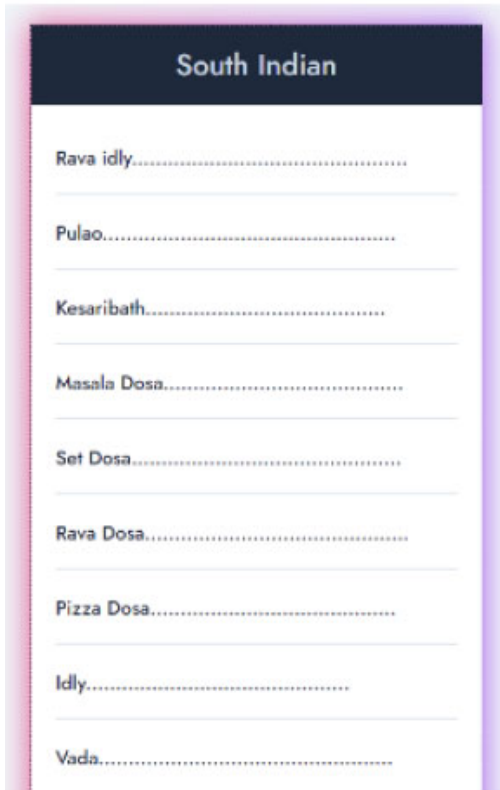 South Indian
Rava idly..............................................
Pulao.................................................
Kesaribath........................................
Masala Dosa........................................
Set Dosa.............................................
Rava Dosa............................................
Pizza Dosa.........................................
Idly............................................
Vada.................................................